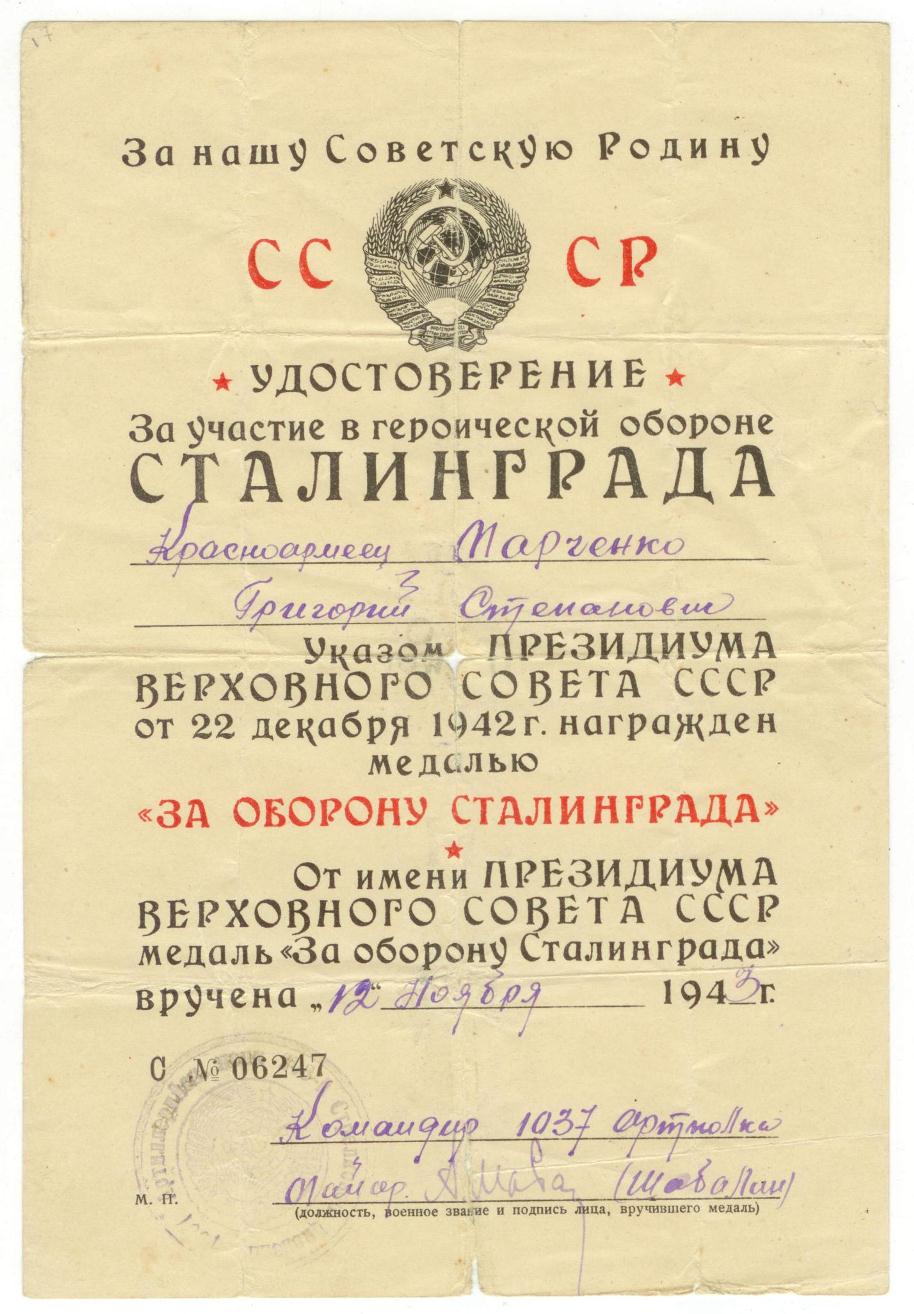 17
За нашу Советскую Родину
СС СР
УДОСТОВЕРЕНИЕ
За участие в героической обороне
СТАЛИНГРАДА
Красноармеец Марченко
Григорий Степанович
Указом ПРЕЗИДИУМА
ВЕРХОВНОГО СОВЕТА СССР
от 22 декабря 1942 г. награжден
медалью
«ЗА ОБОРОНУ СТАЛИНГРАДА»
От имени ПРЕЗИДИУМА
ВЕРХОВНОГО СОВЕТА СССР
медаль «За оборону Сталинграда»
вручена „12“ Ноября 1943 г.
С № 06247
Командир 1037 Артполка
Майор (Шабалин)
М. П.
(должность, военное звание и подпись лица, вручившего медаль)